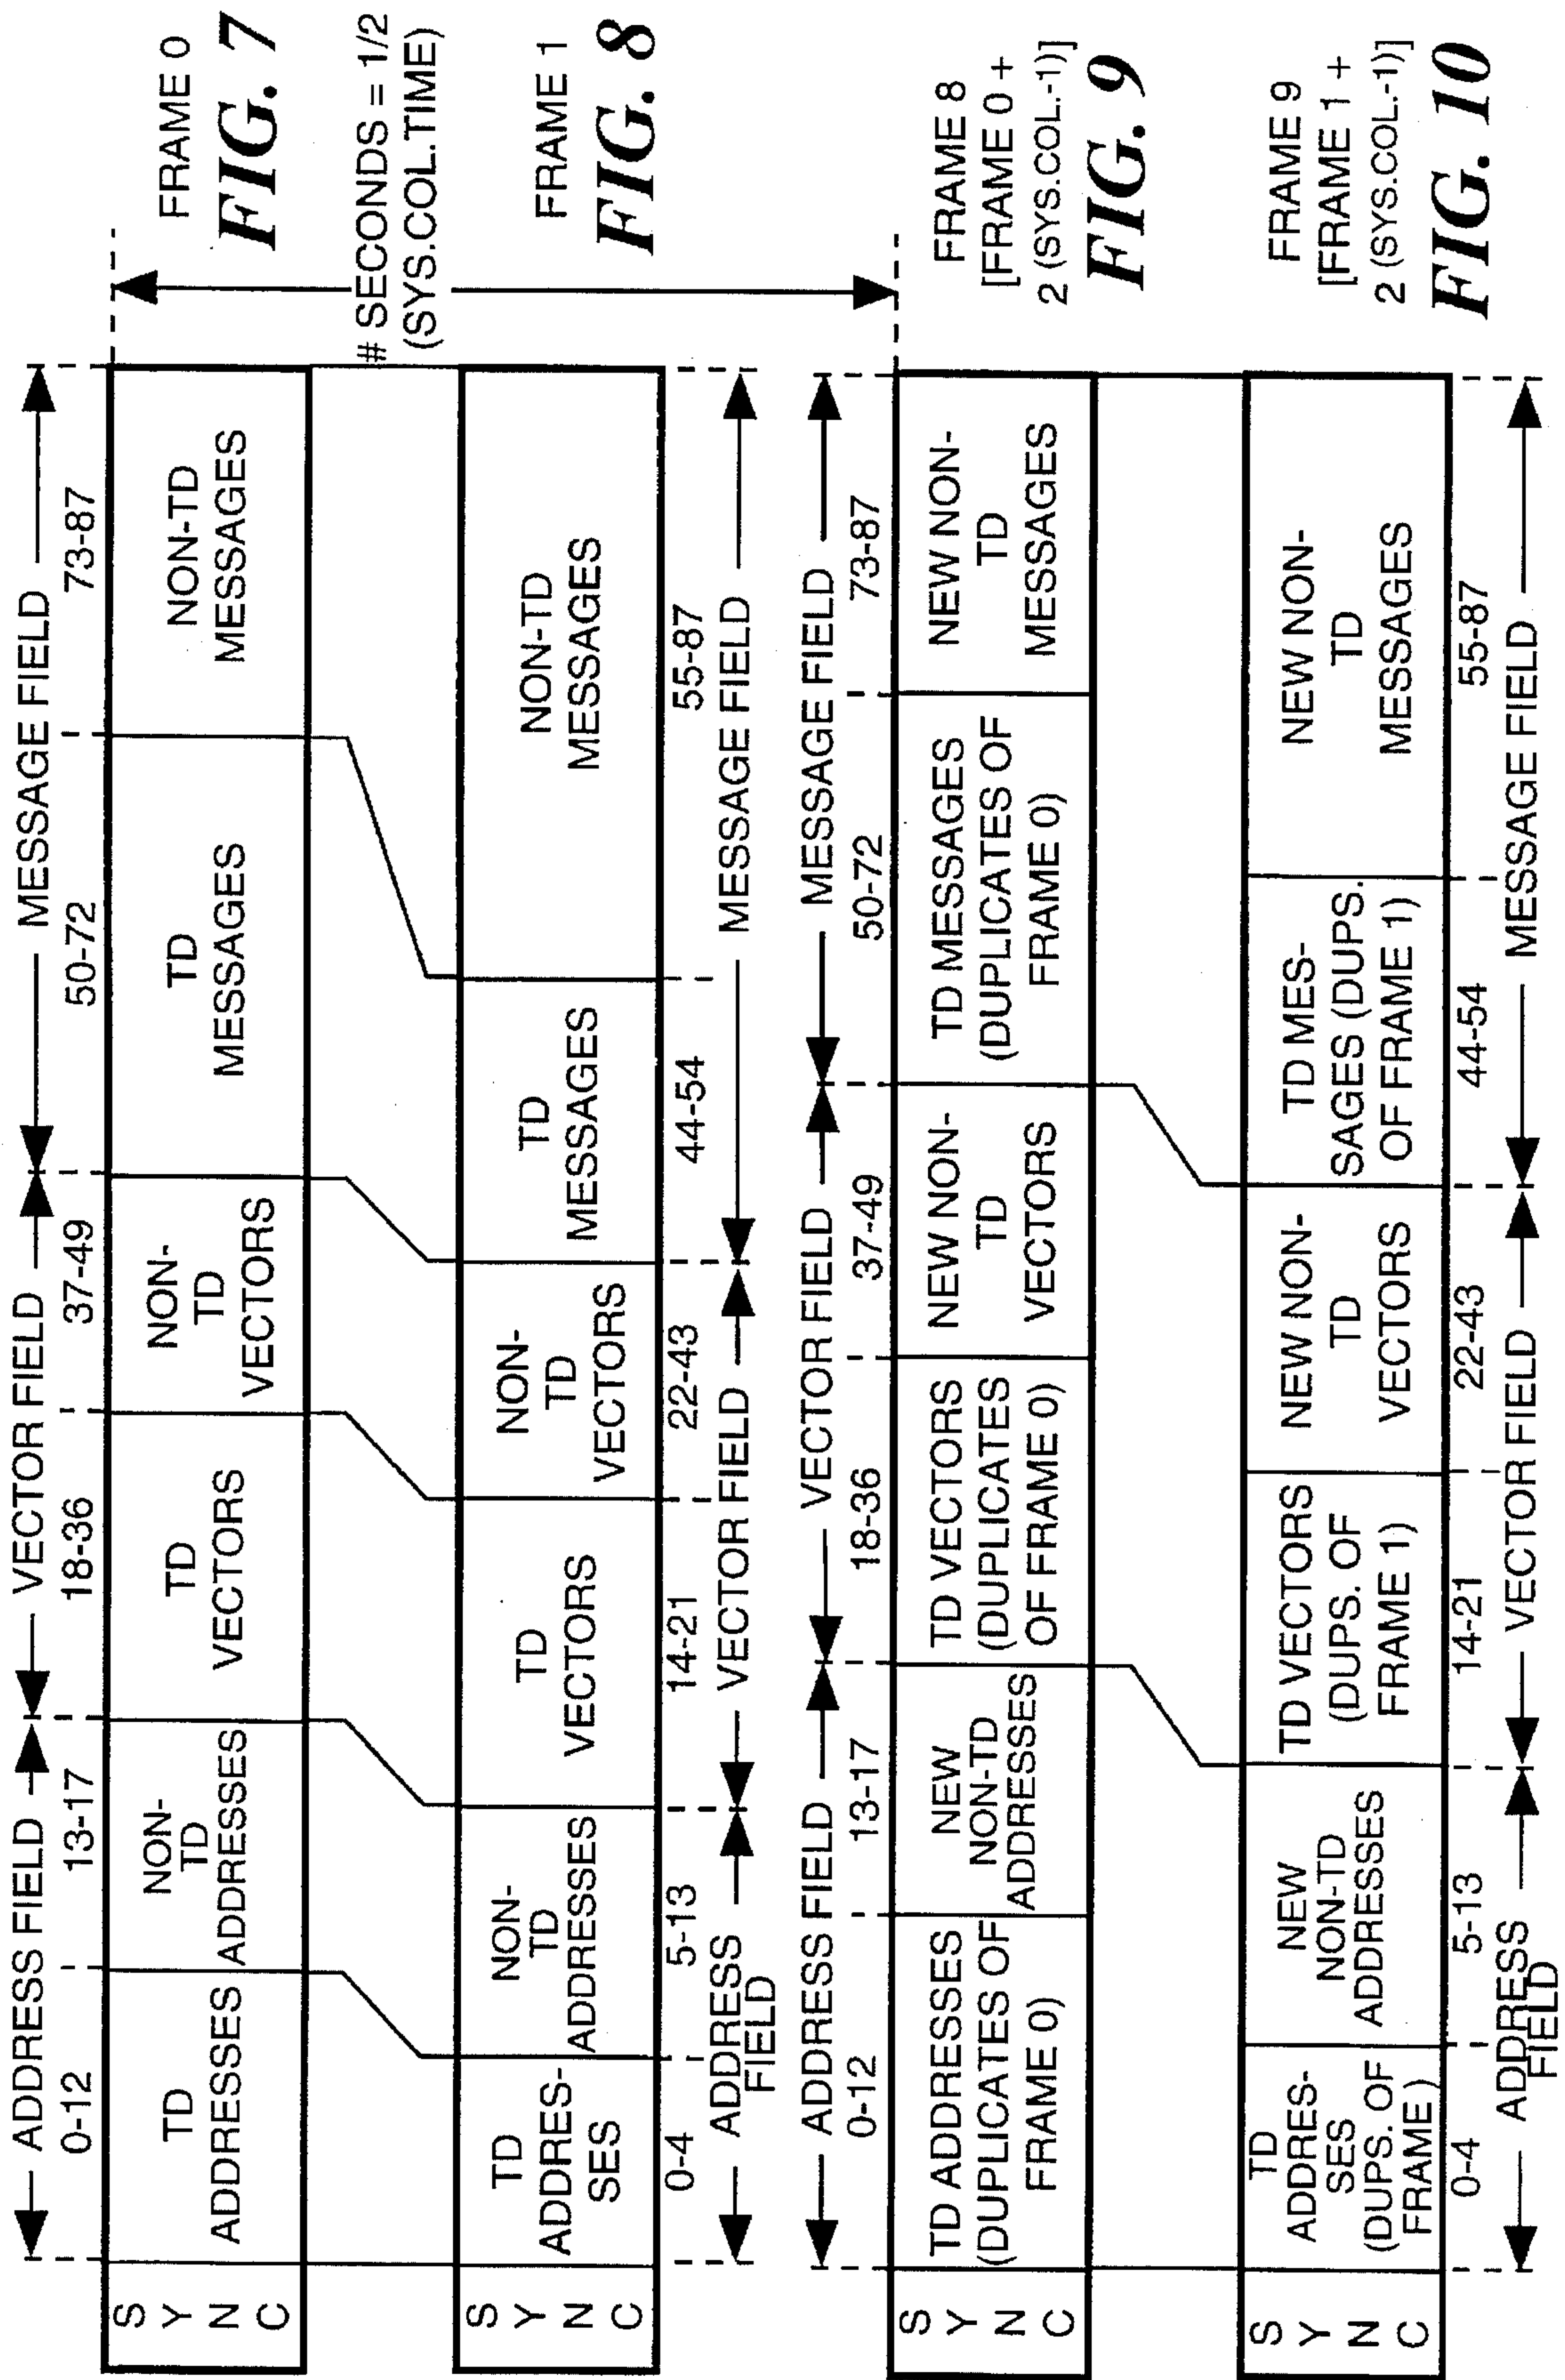 ADDRESS FIELD
VECTOR FIELD
MESSAGE FIELD
0-12
13-17
18-36
37-49
50-72
73-87
S
Y
N
C
TD
ADDRESSES
NON-
TD
ADDRESSES
TD
VECTORS
NON-
TD
VECTORS
TD
MESSAGES
NON-TD
MESSAGES
FRAME 0
FIG. 7
# SECONDS = 1/2
(SYS.COL.TIME)
S
Y
N
C
TD
ADDRES-
SES
NON-
TD
ADDRESSES
TD
VECTORS
NON-
TD
VECTORS
TD
MESSAGES
NON-TD
MESSAGES
FRAME 1
FIG. 8
0-4
5-13
14-21
22-43
44-54
55-87
ADDRESS
FIELD
VECTOR FIELD
MESSAGE FIELD
ADDRESS FIELD
VECTOR FIELD
MESSAGE FIELD
0-12
13-17
18-36
37-49
50-72
73-87
S
Y
N
C
TD ADDRESSES
(DUPLICATES OF
FRAME 0)
NEW
NON-TD
ADDRESSES
TD VECTORS
(DUPLICATES
OF FRAME 0)
NEW NON-
TD
VECTORS
TD MESSAGES
(DUPLICATES OF
FRAME 0)
NEW NON-
TD
MESSAGES
FRAME 8
[FRAME 0 +
2 (SYS.COL.-1)]
FIG. 9
S
Y
N
C
TD
ADDRES-
SES
(DUPS. OF
FRAME )
NEW
NON-TD
ADDRESSES
TD VECTORS
(DUPS. OF
FRAME 1)
NEW NON-
TD
VECTORS
TD MES-
SAGES (DUPS.
OF FRAME 1)
NEW NON-
TD
MESSAGES
FRAME 9
[FRAME 1 +
2 (SYS.COL.-1)]
FIG. 10
0-4
5-13
14-21
22-43
44-54
55-87
ADDRESS
FIELD
VECTOR FIELD
MESSAGE FIELD